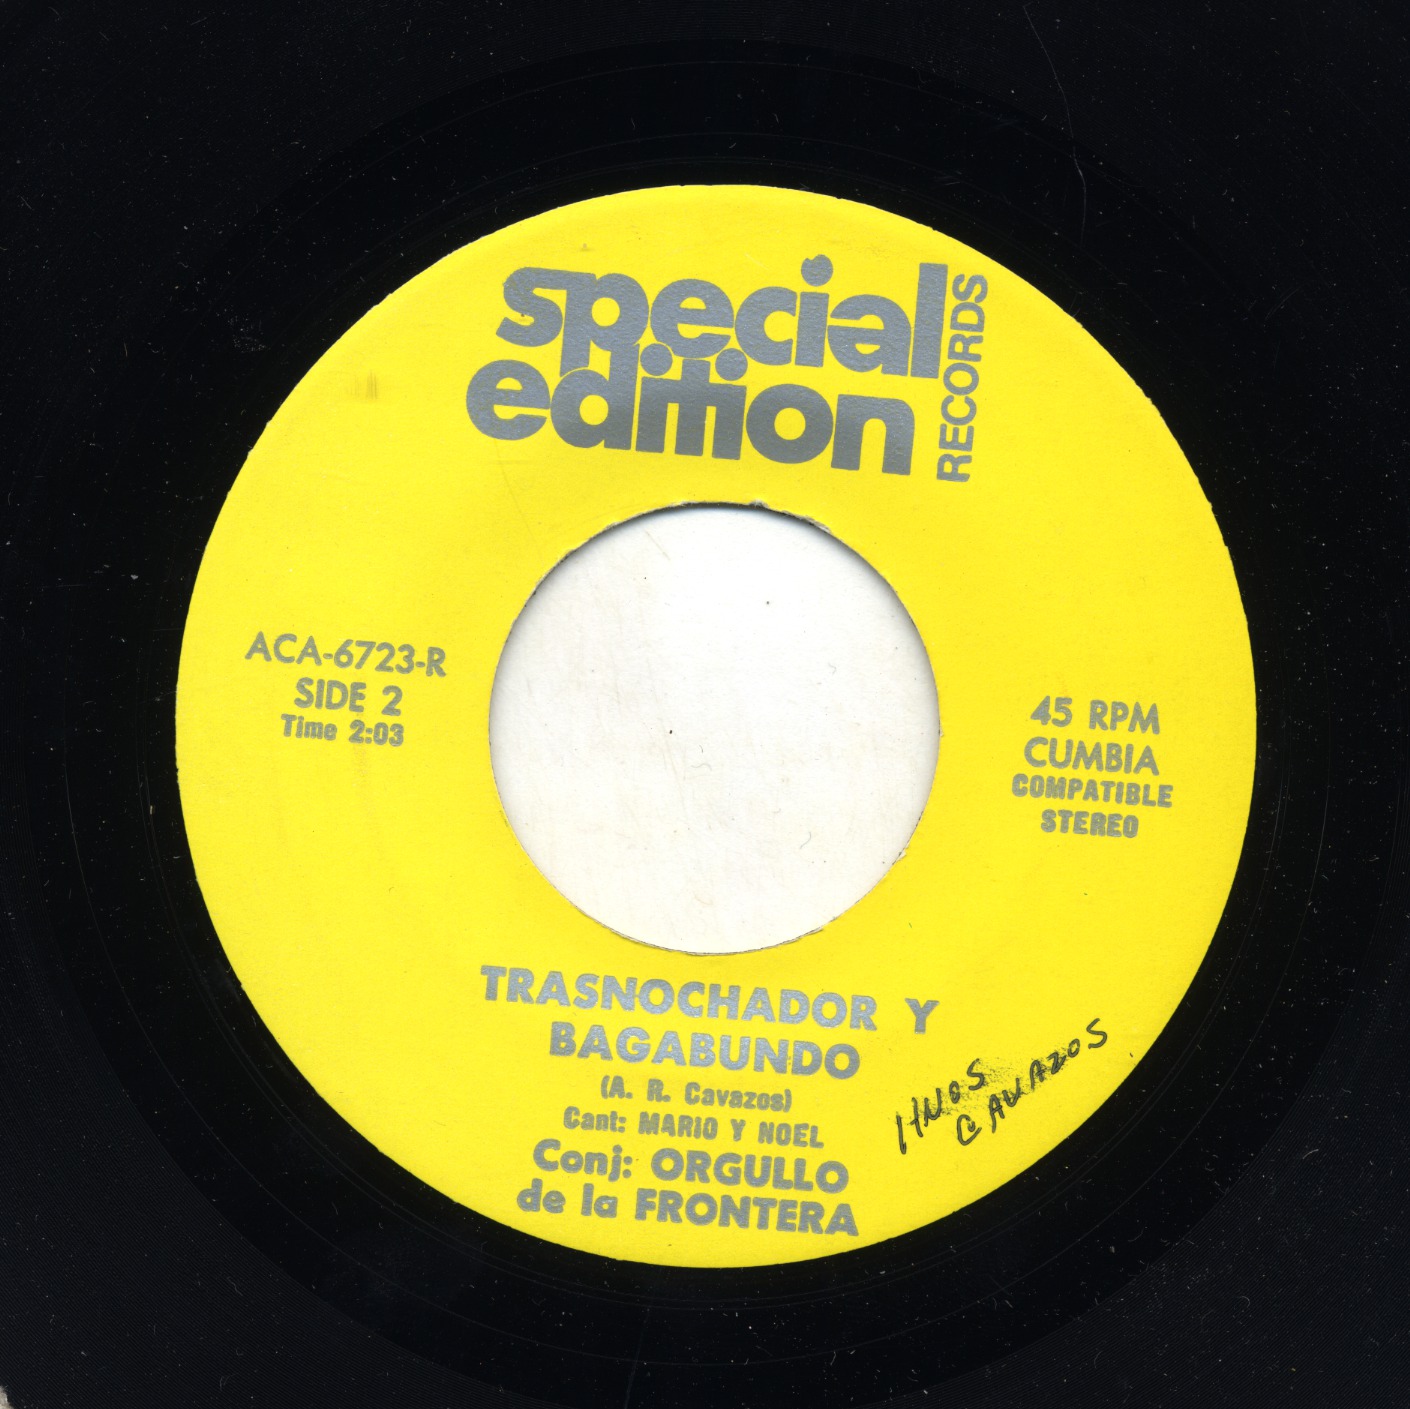 special
edition
RECORDS
ACA-6723-R
SIDE 2
Time 2:03
45 RPM
CUMBIA
COMPATIBLE
STEREO
TRASNOCHADOR Y
BAGABUNDO
(A. R. Cavazos)
Cant: MARIO Y NOEL
Conj: ORGULLO
de la FRONTERA
HNOS
CAVAZOS